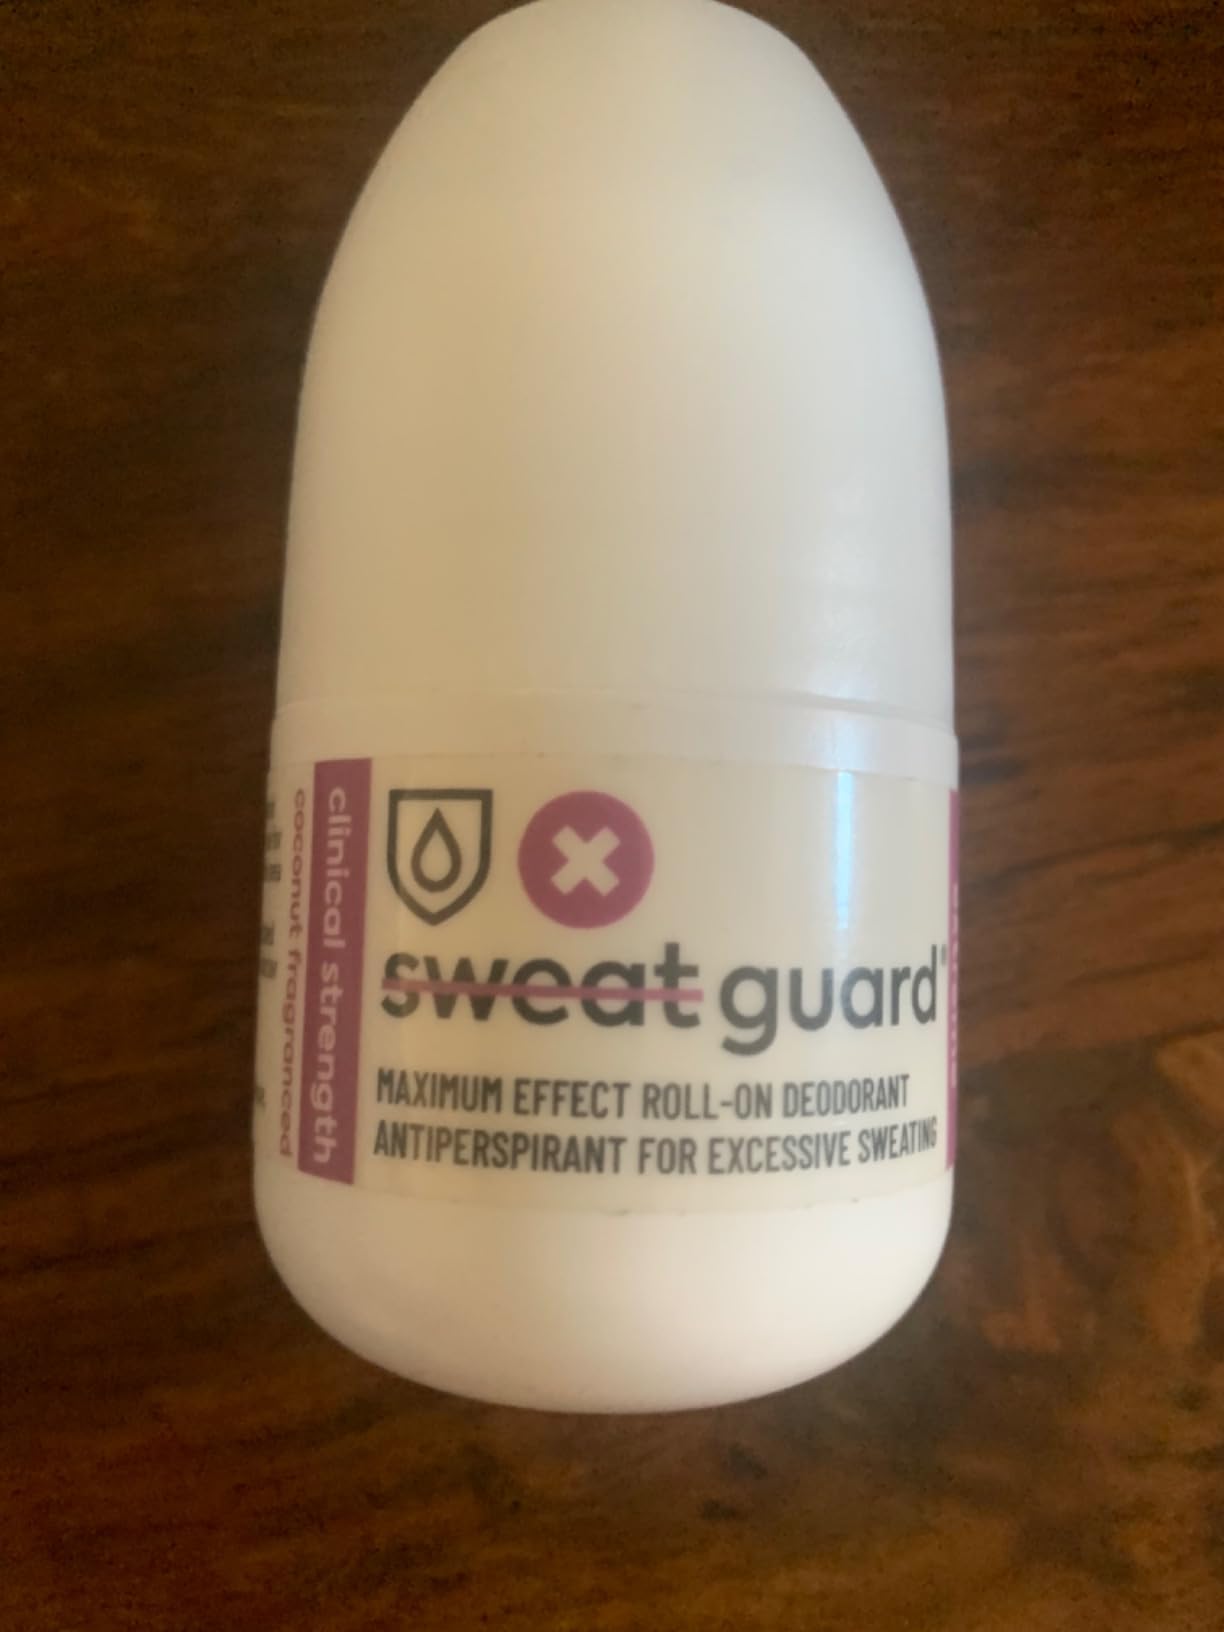 clinical strength
coconut fragranced
sweat guard®
MAXIMUM EFFECT ROLL-ON DEODORANT
ANTIPERSPIRANT FOR EXCESSIVE SWEATING